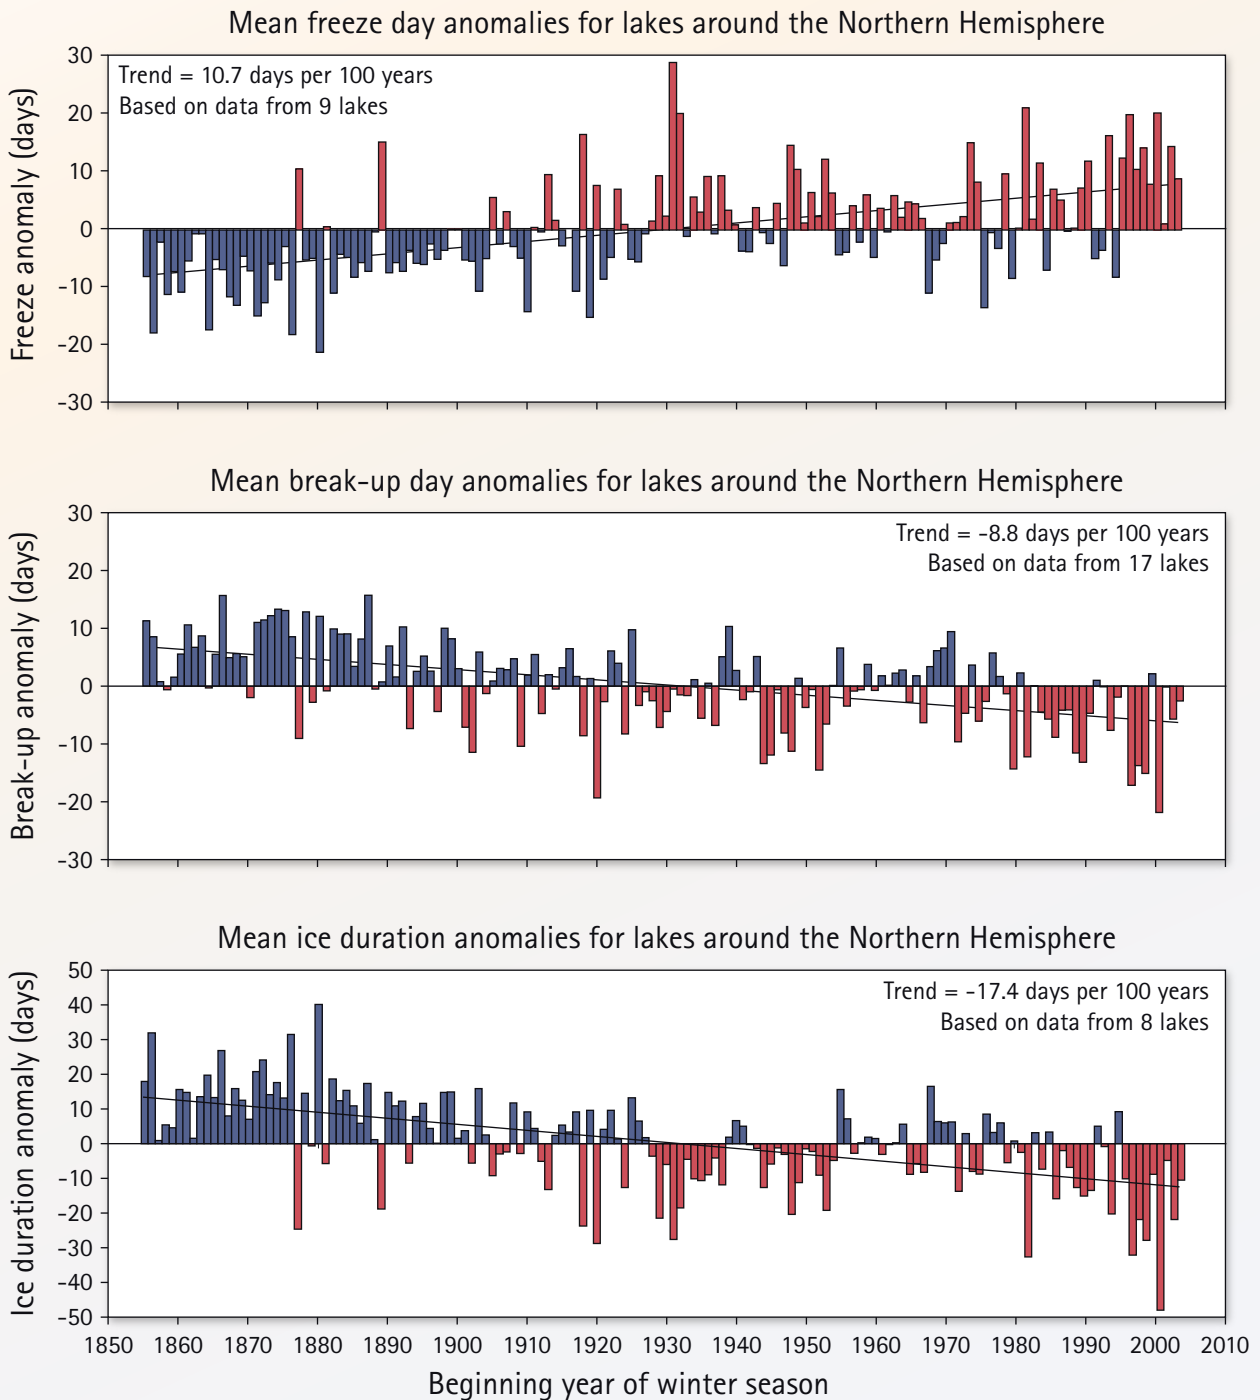 Mean freeze day anomalies for lakes around the Northern Hemisphere
Freeze anomaly (days)
30
20
10
0
-10
-20
-30
Trend = 10.7 days per 100 years
Based on data from 9 lakes
Mean break-up day anomalies for lakes around the Northern Hemisphere
Break-up anomaly (days)
30
20
10
0
-10
-20
-30
Trend = -8.8 days per 100 years
Based on data from 17 lakes
Mean ice duration anomalies for lakes around the Northern Hemisphere
Ice duration anomaly (days)
50
40
30
20
10
0
-10
-20
-30
-40
-50
Trend = -17.4 days per 100 years
Based on data from 8 lakes
1850 1860 1870 1880 1890 1900 1910 1920 1930 1940 1950 1960 1970 1980 1990 2000 2010
Beginning year of winter season